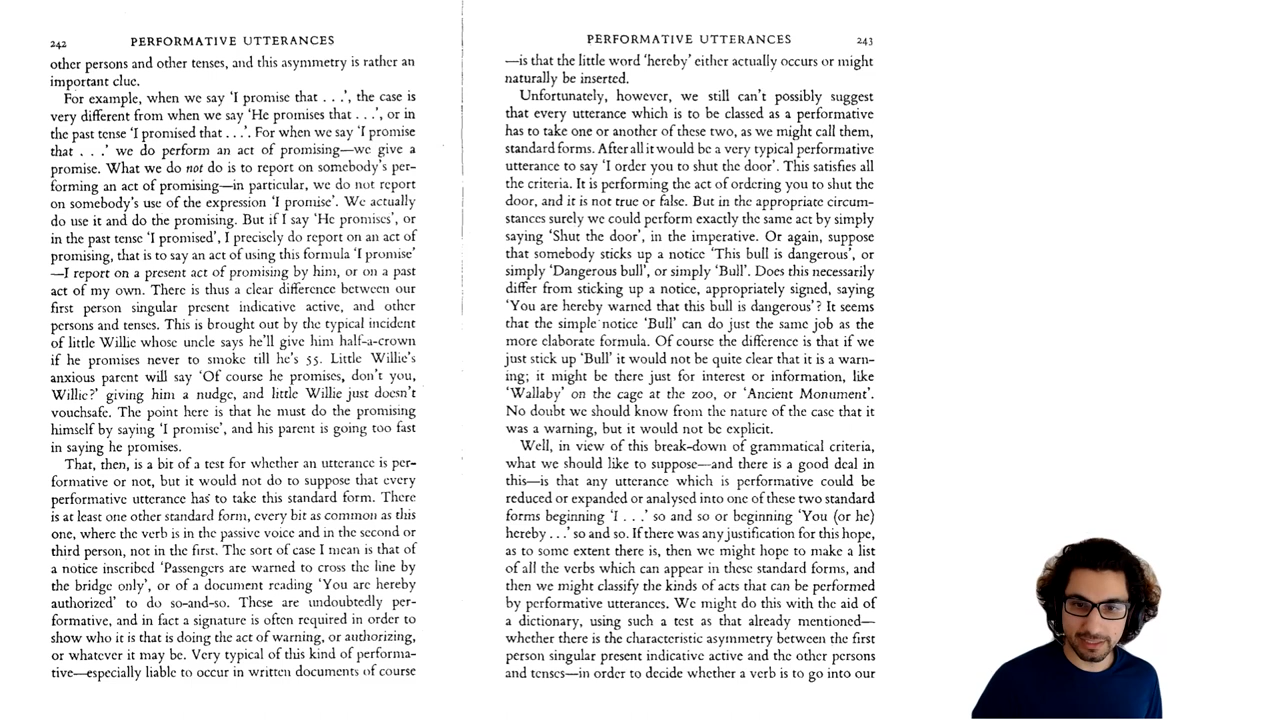 242
PERFORMATIVE UTTERANCES
other persons and other tenses, and this asymmetry is rather an
important clue.
For example, when we say 'I promise that . . .', the case is
very different from when we say 'He promises that . . .', or in
the past tense 'I promised that . . .'. For when we say 'I promise
that . . .' we do perform an act of promising—we give a
promise. What we do not do is to report on somebody's per-
forming an act of promising—in particular, we do not report
on somebody's use of the expression 'I promise'. We actually
do use it and do the promising. But if I say 'He promises', or
in the past tense 'I promised', I precisely do report on an act of
promising, that is to say an act of using this formula 'I promise'
—I report on a present act of promising by him, or on a past
act of my own. There is thus a clear difference between our
first person singular present indicative active, and other
persons and tenses. This is brought out by the typical incident
of little Willie whose uncle says he'll give him half-a-crown
if he promises never to smoke till he's 55. Little Willie's
anxious parent will say 'Of course he promises, don't you,
Willie?' giving him a nudge, and little Willie just doesn't
vouchsafe. The point here is that he must do the promising
himself by saying 'I promise', and his parent is going too fast
in saying he promises.
That, then, is a bit of a test for whether an utterance is per-
formative or not, but it would not do to suppose that every
performative utterance has to take this standard form. There
is at least one other standard form, every bit as common as this
one, where the verb is in the passive voice and in the second or
third person, not in the first. The sort of case I mean is that of
a notice inscribed 'Passengers are warned to cross the line by
the bridge only', or of a document reading 'You are hereby
authorized' to do so-and-so. These are undoubtedly per-
formative, and in fact a signature is often required in order to
show who it is that is doing the act of warning, or authorizing,
or whatever it may be. Very typical of this kind of performa-
tive—especially liable to occur in written documents of course
PERFORMATIVE UTTERANCES
243
—is that the little word 'hereby' either actually occurs or might
naturally be inserted.
Unfortunately, however, we still can't possibly suggest
that every utterance which is to be classed as a performative
has to take one or another of these two, as we might call them,
standard forms. After all it would be a very typical performative
utterance to say 'I order you to shut the door'. This satisfies all
the criteria. It is performing the act of ordering you to shut the
door, and it is not true or false. But in the appropriate circum-
stances surely we could perform exactly the same act by simply
saying 'Shut the door', in the imperative. Or again, suppose
that somebody sticks up a notice 'This bull is dangerous', or
simply 'Dangerous bull', or simply 'Bull'. Does this necessarily
differ from sticking up a notice, appropriately signed, saying
'You are hereby warned that this bull is dangerous'? It seems
that the simple notice 'Bull' can do just the same job as the
more elaborate formula. Of course the difference is that if we
just stick up 'Bull' it would not be quite clear that it is a warn-
ing; it might be there just for interest or information, like
'Wallaby' on the cage at the zoo, or 'Ancient Monument'.
No doubt we should know from the nature of the case that it
was a warning, but it would not be explicit.
Well, in view of this break-down of grammatical criteria,
what we should like to suppose—and there is a good deal in
this—is that any utterance which is performative could be
reduced or expanded or analysed into one of these two standard
forms beginning 'I . . .' so and so or beginning 'You (or he)
hereby . . .' so and so. If there was any justification for this hope,
as to some extent there is, then we might hope to make a list
of all the verbs which can appear in these standard forms, and
then we might classify the kinds of acts that can be performed
by performative utterances. We might do this with the aid of
a dictionary, using such a test as that already mentioned—
whether there is the characteristic asymmetry between the first
person singular present indicative active and the other persons
and tenses—in order to decide whether a verb is to go into our